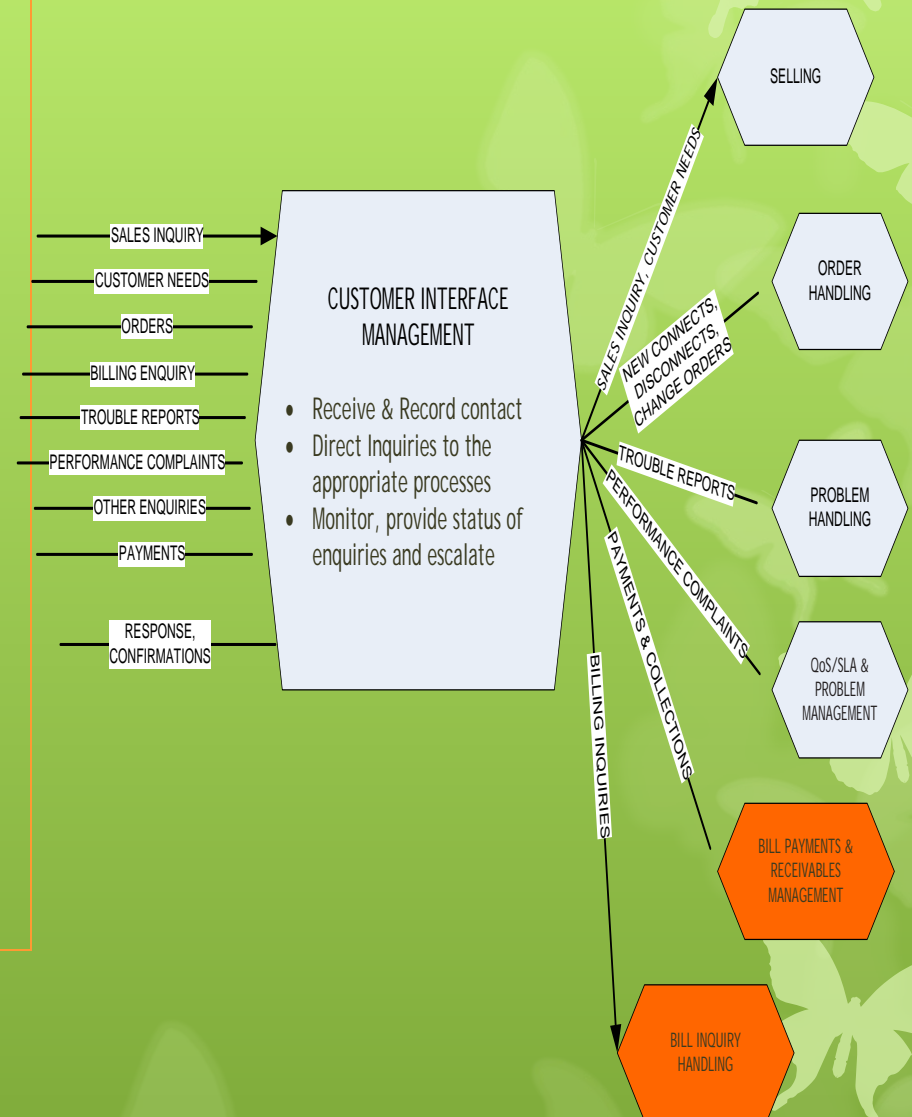 SALES INQUIRY
CUSTOMER NEEDS
ORDERS
BILLING ENQUIRY
TROUBLE REPORTS
PERFORMANCE COMPLAINTS
OTHER ENQUIRIES
PAYMENTS
RESPONSE,
CONFIRMATIONS
CUSTOMER INTERFACE
MANAGEMENT
• Receive & Record contact
• Direct Inquiries to the
appropriate processes
• Monitor, provide status of
enquiries and escalate
SALES INQUIRY, CUSTOMER NEEDS
NEW CONNECTS,
DISCONNECTS,
CHANGE ORDERS
TROUBLE REPORTS
PERFORMANCE COMPLAINTS
PAYMENTS & COLLECTIONS
BILLING INQUIRIES
SELLING
ORDER
HANDLING
PROBLEM
HANDLING
QoS/SLA &
PROBLEM
MANAGEMENT
BILL PAYMENTS &
RECEIVABLES
MANAGEMENT
BILL INQUIRY
HANDLING